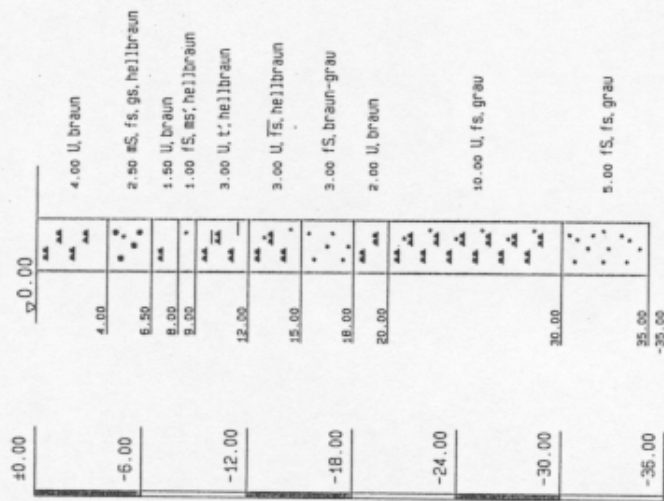 ±0.00
-6.00
-12.00
-18.00
-24.00
-30.00
-36.00
▽0.00
4.00
6.50
8.00
9.00
12.00
15.00
18.00
20.00
30.00
35.00
-35.00
4.00 U, braun
2.50 mS, fs, gs, hellbraun
1.50 U, braun
1.00 fS, ms', hellbraun
3.00 U, t', hellbraun
3.00 U, f̅s̅, hellbraun
3.00 fS, braun-grau
2.00 U, braun
10.00 U, fs, grau
5.00 fS, fs, grau